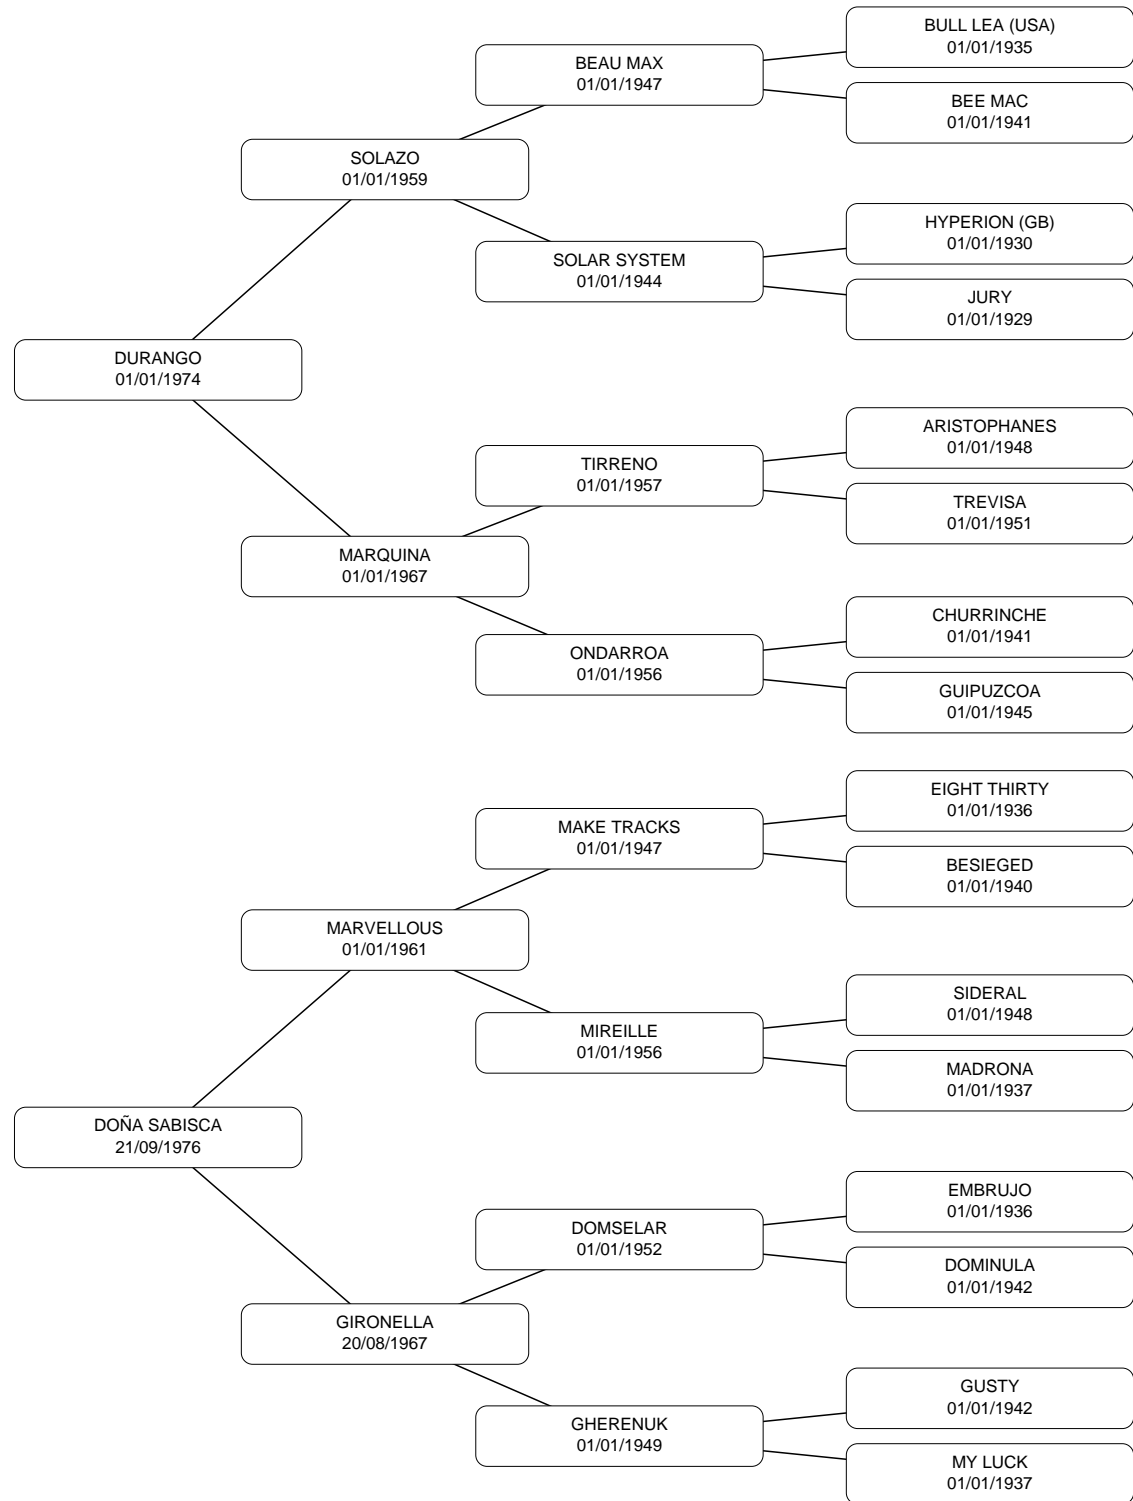 BULL LEA (USA)
01/01/1935
BEAU MAX
01/01/1947
BEE MAC
01/01/1941
SOLAZO
01/01/1959
HYPERION (GB)
01/01/1930
SOLAR SYSTEM
01/01/1944
JURY
01/01/1929
DURANGO
01/01/1974
ARISTOPHANES
01/01/1948
TIRRENO
01/01/1957
TREVISA
01/01/1951
MARQUINA
01/01/1967
CHURRINCHE
01/01/1941
ONDARROA
01/01/1956
GUIPUZCOA
01/01/1945
EIGHT THIRTY
01/01/1936
MAKE TRACKS
01/01/1947
BESIEGED
01/01/1940
MARVELLOUS
01/01/1961
SIDERAL
01/01/1948
MIREILLE
01/01/1956
MADRONA
01/01/1937
DOÑA SABISCA
21/09/1976
EMBRUJO
01/01/1936
DOMSELAR
01/01/1952
DOMINULA
01/01/1942
GIRONELLA
20/08/1967
GUSTY
01/01/1942
GHERENUK
01/01/1949
MY LUCK
01/01/1937